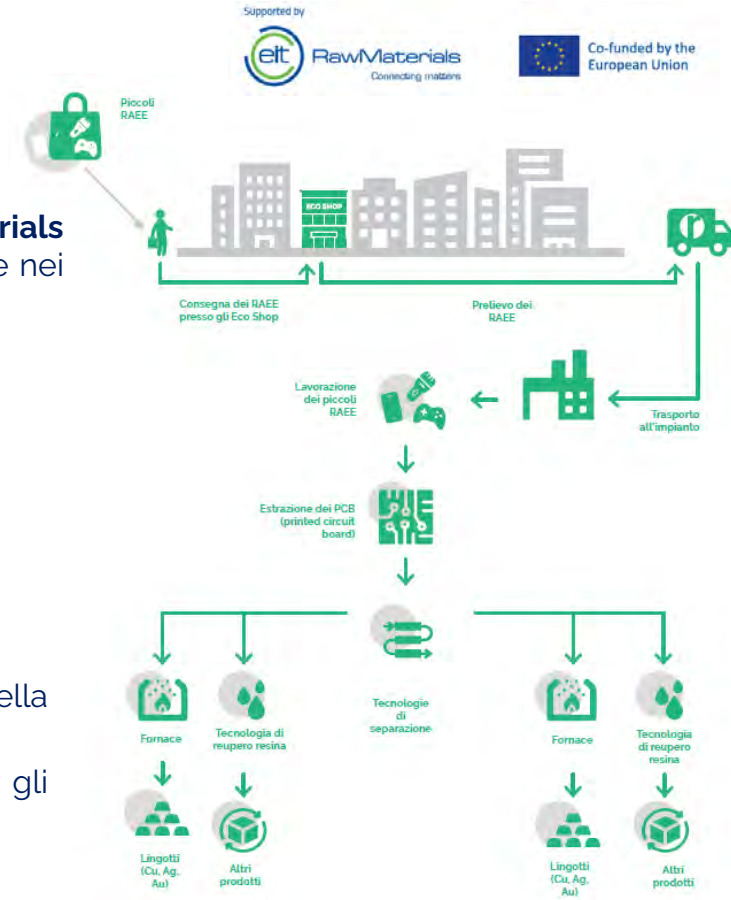 Supported by
eit RawMaterials
Connecting matters
Co-funded by the
European Union
Piccoli
RAEE
ECO SHOP
rials
e nei
Consegna dei RAEE
presso gli Eco Shop
Prelievo dei
RAEE
Lavorazione
dei piccoli
RAEE
Trasporto
all'impianto
Estrazione dei PCB
(printed circuit
board)
ella
gli
Tecnologie
di
separazione
Fornace
Tecnologia di
reupero resina
Fornace
Tecnologia
di reupero
resina
Lingotti
(Cu, Ag,
Au)
Altri
prodotti
Lingotti
(Cu, Ag,
Au)
Altri
prodotti